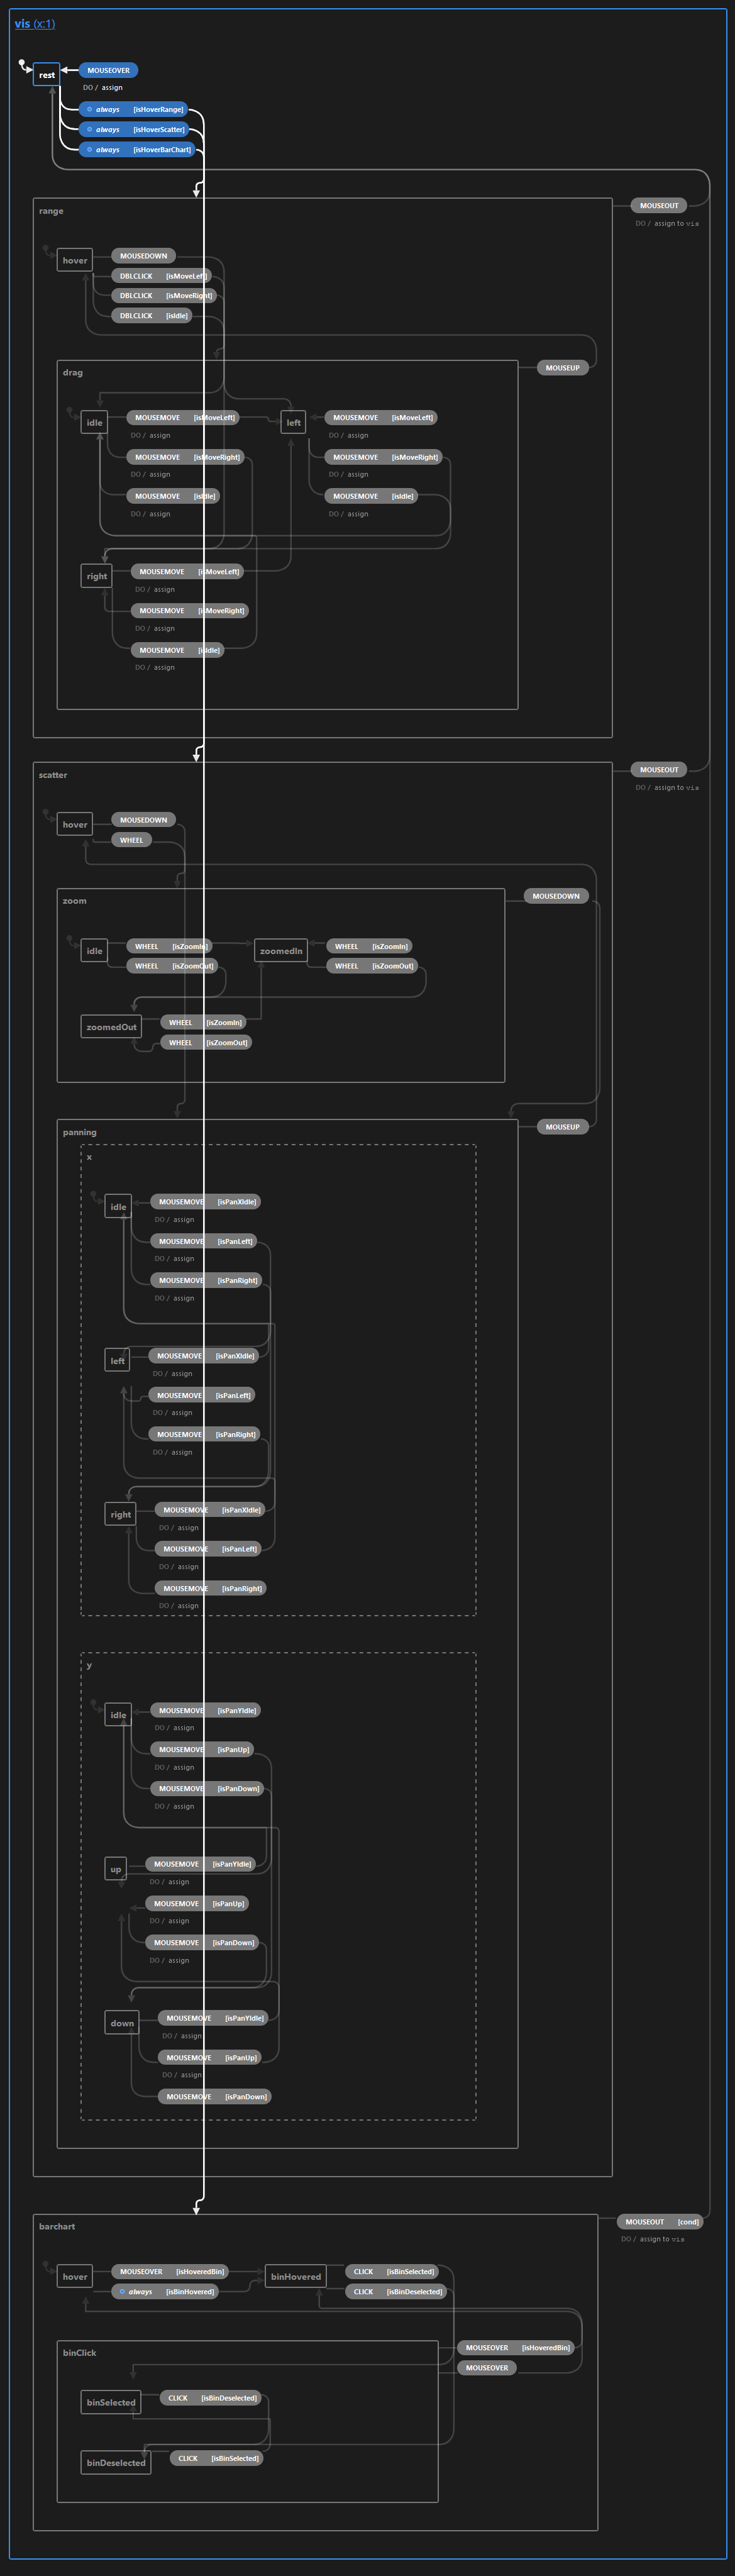 vis (x:1)
rest
MOUSEOVER
DO / assign
always [isHoverRange]
always [isHoverScatter]
always [isHoverBarChart]
range
MOUSEOUT
DO / assign to vis
hover
MOUSEDOWN
DBLCLICK [isMoveLeft]
DBLCLICK [isMoveRight]
DBLCLICK [isIdle]
drag
MOUSEUP
idle
MOUSEMOVE [isMoveLeft]
DO / assign
MOUSEMOVE [isMoveRight]
DO / assign
MOUSEMOVE [isIdle]
DO / assign
left
MOUSEMOVE [isMoveLeft]
DO / assign
MOUSEMOVE [isMoveRight]
DO / assign
MOUSEMOVE [isIdle]
DO / assign
right
MOUSEMOVE [isMoveLeft]
DO / assign
MOUSEMOVE [isMoveRight]
DO / assign
MOUSEMOVE [isIdle]
DO / assign
scatter
MOUSEOUT
DO / assign to vis
hover
MOUSEDOWN
WHEEL
zoom
MOUSEDOWN
idle
WHEEL [isZoomIn]
WHEEL [isZoomOut]
zoomedIn
WHEEL [isZoomIn]
WHEEL [isZoomOut]
zoomedOut
WHEEL [isZoomIn]
WHEEL [isZoomOut]
panning
MOUSEUP
x
idle
MOUSEMOVE [isPanXIdle]
DO / assign
MOUSEMOVE [isPanLeft]
DO / assign
MOUSEMOVE [isPanRight]
DO / assign
left
MOUSEMOVE [isPanXIdle]
DO / assign
MOUSEMOVE [isPanLeft]
DO / assign
MOUSEMOVE [isPanRight]
DO / assign
right
MOUSEMOVE [isPanXIdle]
DO / assign
MOUSEMOVE [isPanLeft]
DO / assign
MOUSEMOVE [isPanRight]
DO / assign
y
idle
MOUSEMOVE [isPanYIdle]
DO / assign
MOUSEMOVE [isPanUp]
DO / assign
MOUSEMOVE [isPanDown]
DO / assign
up
MOUSEMOVE [isPanYIdle]
DO / assign
MOUSEMOVE [isPanUp]
DO / assign
MOUSEMOVE [isPanDown]
DO / assign
down
MOUSEMOVE [isPanYIdle]
DO / assign
MOUSEMOVE [isPanUp]
DO / assign
MOUSEMOVE [isPanDown]
barchart
MOUSEOUT [cond]
DO / assign to vis
hover
MOUSEOVER [isHoveredBin]
always [isBinHovered]
binHovered
CLICK [isBinSelected]
CLICK [isBinDeselected]
binClick
MOUSEOVER [isHoveredBin]
MOUSEOVER
binSelected
CLICK [isBinDeselected]
binDeselected
CLICK [isBinSelected]